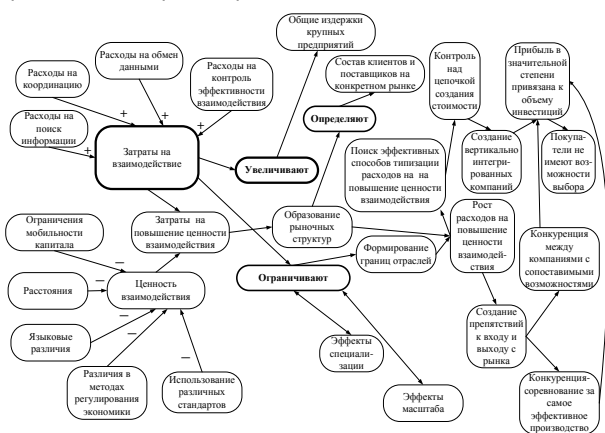 Общие издержки
крупных
предприятий
Расходы на обмен
данными
Расходы на
координацию
Расходы на
контроль
эффективности
взаимодействия
Состав клиентов и
поставщиков на
конкретном рынке
Контроль
над
цепочкой
создания
стоимости
Прибыль в
значительной
степени
привязана к
объему
инвестиций
Расходы на
поиск
информации
+
+
+
+
Затраты на
взаимодействие
Определяют
Увеличивают
Поиск эффективных
способов типизации
расходов на на
повышение ценности
взаимодействия
Создание
вертикально
интегри-
рованных
компаний
Покупа-
тели не
имеют воз-
можности
выбора
Ограничения
мобильности
капитала
Затраты на
повышение ценности
взаимодействия
Образование
рыночных
структур
Рост
расходов на
повышение
ценности
взаимодей-
ствия
Формирование
границ отраслей
Конкуренция
между
компаниями с
сопоставимыми
возможностями
Ограничивают
Расстояния
Ценность
взаимодействия
–
–
–
–
–
Языковые
различия
Различия в
методах
регулирования
экономики
Использование
различных
стандартов
Эффекты
специали-
зации
Эффекты
масштаба
Создание
препятствий
к входу и
выходу с
рынка
Конкуренция-
соревнование за
самое
эффективное
производство